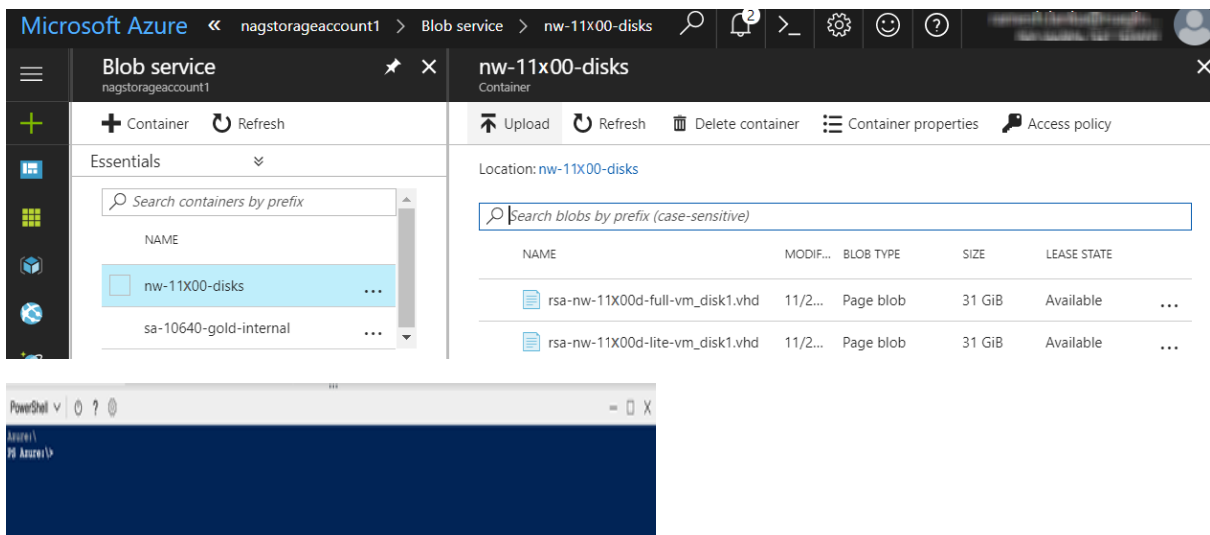 Microsoft Azure « nagstorageaccount1 > Blob service > nw-11X00-disks 2 >_ ?
Blob service
nagstorageaccount1
Container Refresh
Essentials
Search containers by prefix
NAME
nw-11X00-disks ...
sa-10640-gold-internal ...
nw-11x00-disks
Container
Upload Refresh Delete container Container properties Access policy
Location: nw-11X00-disks
Search blobs by prefix (case-sensitive)
NAME MODIF... BLOB TYPE SIZE LEASE STATE
rsa-nw-11X00d-full-vm_disk1.vhd 11/2... Page blob 31 GiB Available ...
rsa-nw-11X00d-lite-vm_disk1.vhd 11/2... Page blob 31 GiB Available ...
PowerShell ?
Azure:\
PS Azure:\>